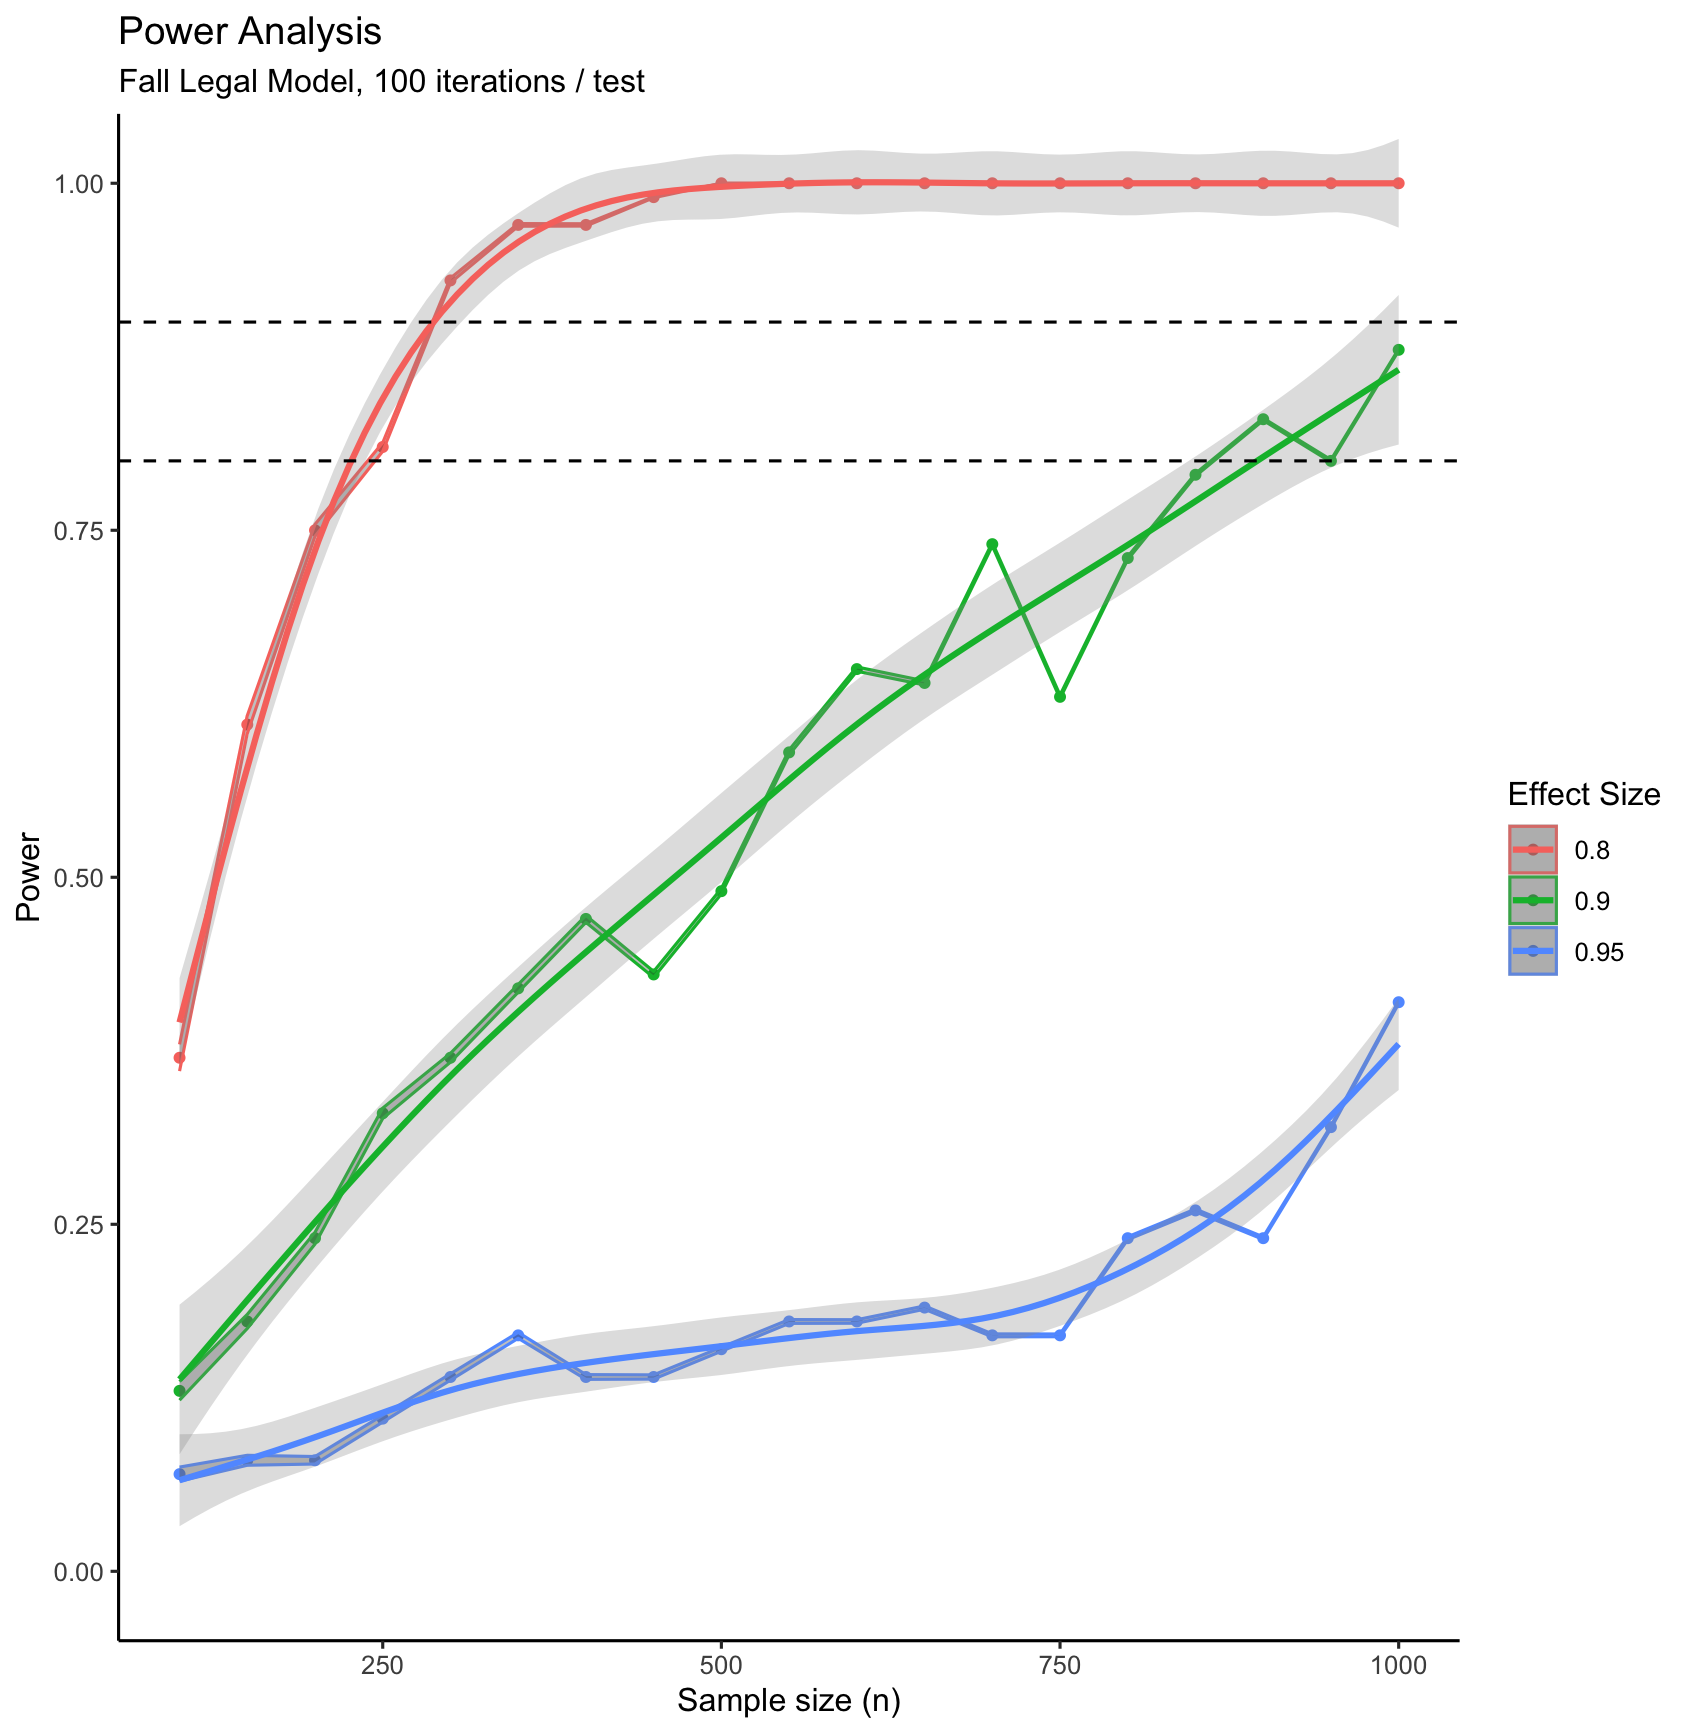 Power Analysis
Fall Legal Model, 100 iterations / test
1.00
0.75
0.50
0.25
0.00
Power
250
500
750
1000
Sample size (n)
Effect Size
0.8
0.9
0.95